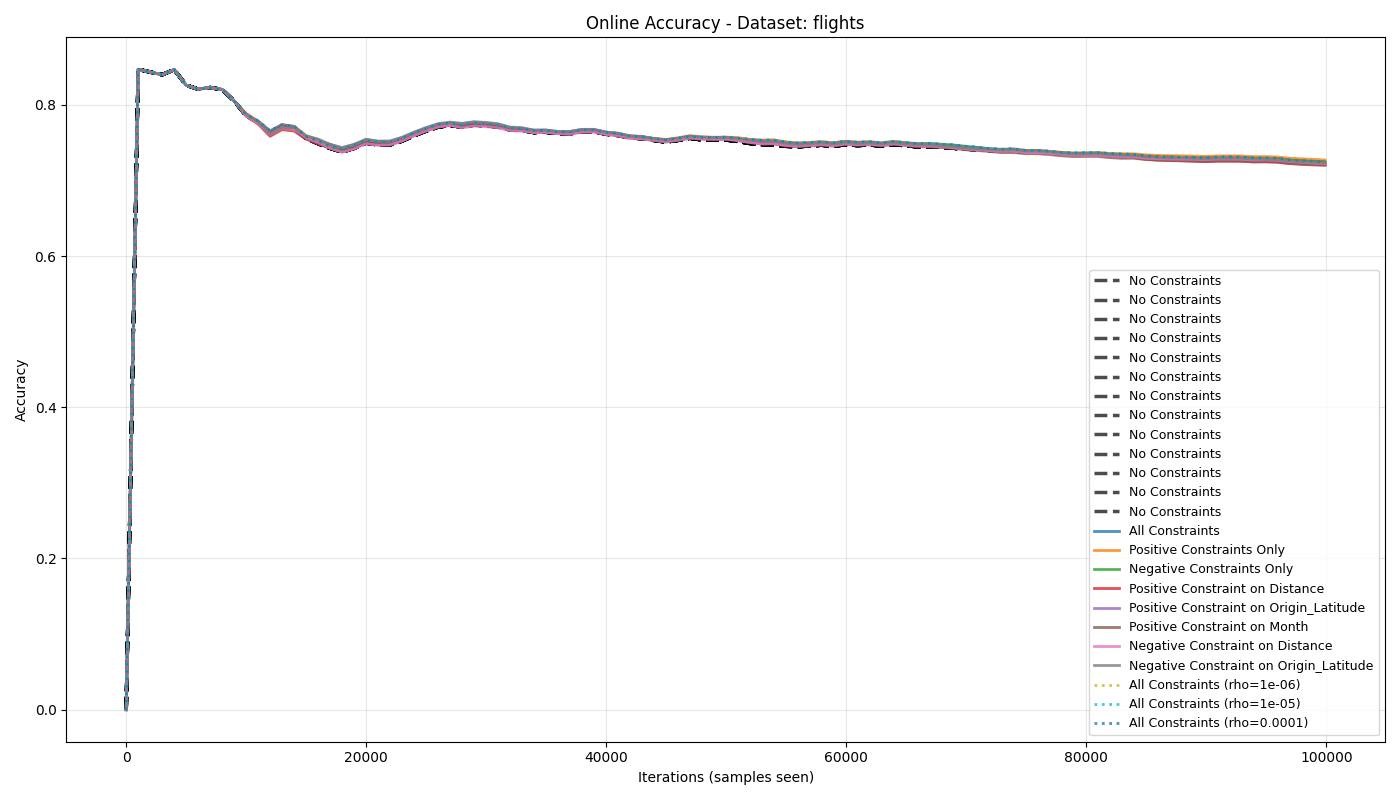 Online Accuracy - Dataset: flights
0.8
0.6
0.4
0.2
0.0
Accuracy
No Constraints
No Constraints
No Constraints
No Constraints
No Constraints
No Constraints
No Constraints
No Constraints
No Constraints
No Constraints
No Constraints
No Constraints
No Constraints
All Constraints
Positive Constraints Only
Negative Constraints Only
Positive Constraint on Distance
Positive Constraint on Origin_Latitude
Positive Constraint on Month
Negative Constraint on Distance
Negative Constraint on Origin_Latitude
All Constraints (rho=1e-06)
All Constraints (rho=1e-05)
All Constraints (rho=0.0001)
0 20000 40000 60000 80000 100000
Iterations (samples seen)